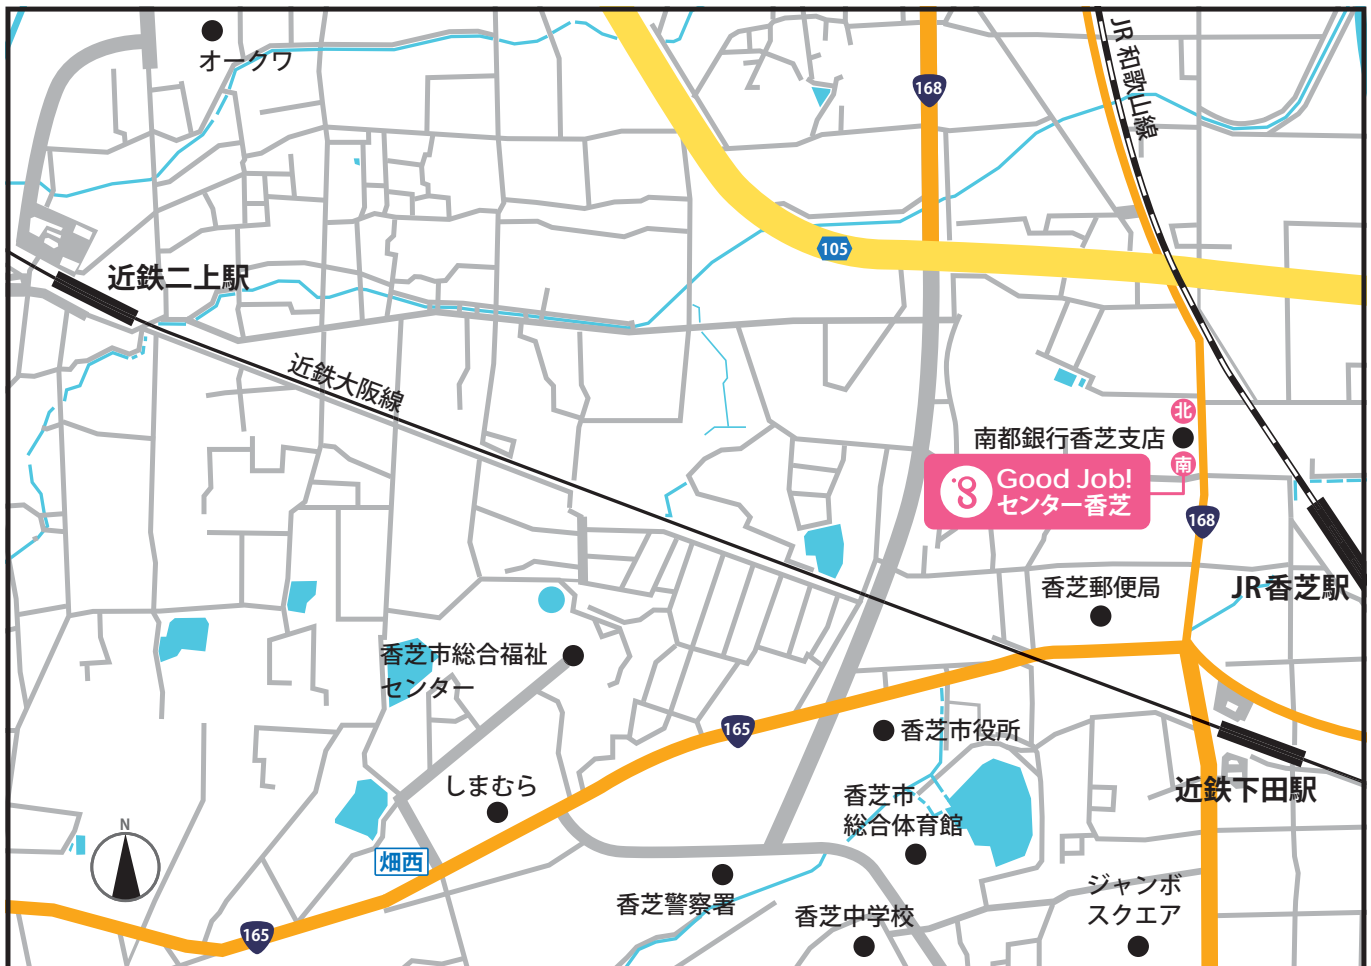 オークワ
168
JR和歌山線
105
近鉄二上駅
近鉄大阪線
北
南都銀行香芝支店
南
Good Job!
センター香芝
168
JR香芝駅
香芝郵便局
香芝市総合福祉
センター
165
香芝市役所
近鉄下田駅
しまむら
香芝市
総合体育館
N
畑西
香芝警察署
香芝中学校
ジャンボ
スクエア
165